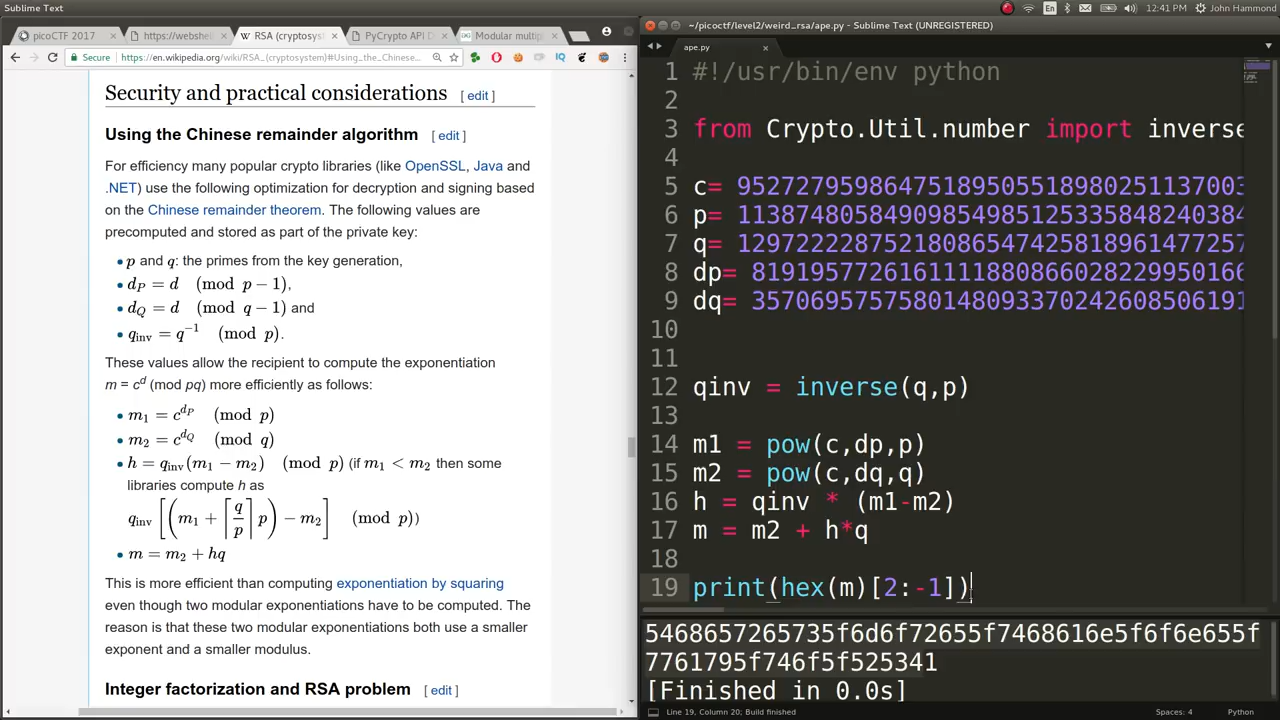 Sublime Text
En
12:41 PM
John Hammond
picoCTF 2017
https://webshell
RSA (cryptosyst
PyCrypto API D
Modular multip
Secure
https://en.wikipedia.org/wiki/RSA_(cryptosystem)#Using_the_Chinese…
Security and practical considerations [ edit ]
Using the Chinese remainder algorithm [ edit ]
For efficiency many popular crypto libraries (like OpenSSL, Java and
.NET) use the following optimization for decryption and signing based
on the Chinese remainder theorem. The following values are
precomputed and stored as part of the private key:
• p and q: the primes from the key generation,
• d_P = d (mod p − 1),
• d_Q = d (mod q − 1) and
• q_inv = q^−1 (mod p).
These values allow the recipient to compute the exponentiation
m = c^d (mod pq) more efficiently as follows:
• m_1 = c^d_P (mod p)
• m_2 = c^d_Q (mod q)
• h = q_inv(m_1 − m_2) (mod p) (if m_1 < m_2 then some
libraries compute h as
q_inv [(m_1 + ⌈q/p⌉ p) − m_2] (mod p))
• m = m_2 + hq
This is more efficient than computing exponentiation by squaring
even though two modular exponentiations have to be computed. The
reason is that these two modular exponentiations both use a smaller
exponent and a smaller modulus.
Integer factorization and RSA problem [ edit ]
~/picoctf/level2/weird_rsa/ape.py - Sublime Text (UNREGISTERED)
ape.py
1 #!/usr/bin/env python
2
3 from Crypto.Util.number import inverse
4
5 c= 95272795986475189505518980251137003
6 p= 11387480584909854985125335848240384
7 q= 12972222875218086547425818961477257
8 dp= 8191957726161111880866028229950166
9 dq= 3570695757580148093370242608506191
10
11
12 qinv = inverse(q,p)
13
14 m1 = pow(c,dp,p)
15 m2 = pow(c,dq,q)
16 h = qinv * (m1-m2)
17 m = m2 + h*q
18
19 print(hex(m)[2:-1])
5468657265735f6d6f72655f7468616e5f6f6e655f
7761795f746f5f525341
[Finished in 0.0s]
Line 19, Column 20; Build finished
Spaces: 4
Python